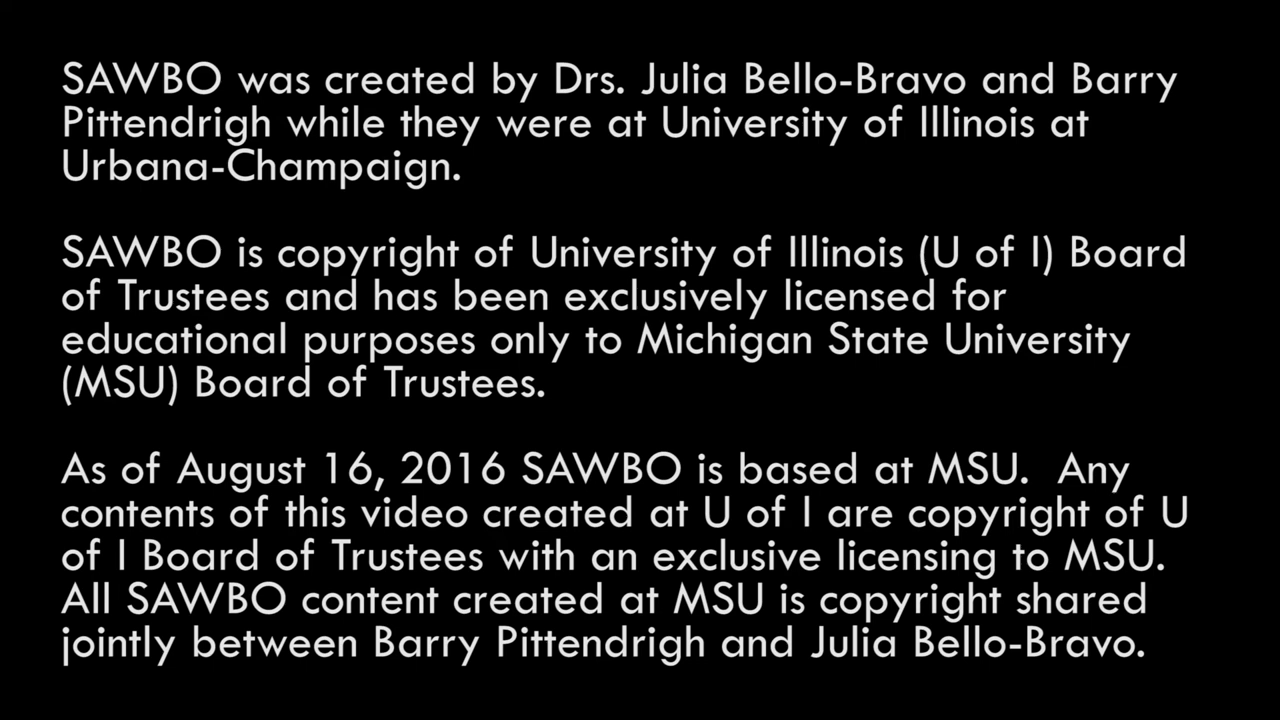 SAWBO was created by Drs. Julia Bello-Bravo and Barry
Pittendrigh while they were at University of Illinois at
Urbana-Champaign.
SAWBO is copyright of University of Illinois (U of I) Board
of Trustees and has been exclusively licensed for
educational purposes only to Michigan State University
(MSU) Board of Trustees.
As of August 16, 2016 SAWBO is based at MSU.  Any
contents of this video created at U of I are copyright of U
of I Board of Trustees with an exclusive licensing to MSU.
All SAWBO content created at MSU is copyright shared
jointly between Barry Pittendrigh and Julia Bello-Bravo.